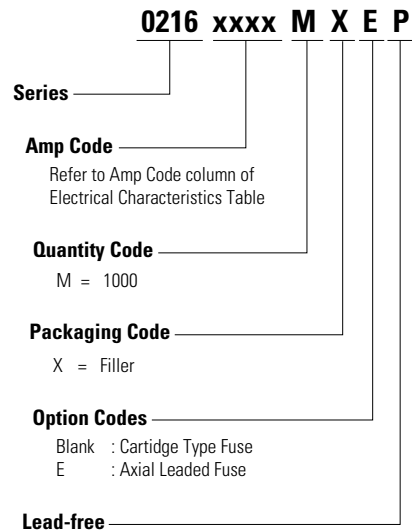 0216 xxxx M X E P
Series
Amp Code
Refer to Amp Code column of
Electrical Characteristics Table
Quantity Code
M = 1000
Packaging Code
X = Filler
Option Codes
Blank : Cartidge Type Fuse
E : Axial Leaded Fuse
Lead-free